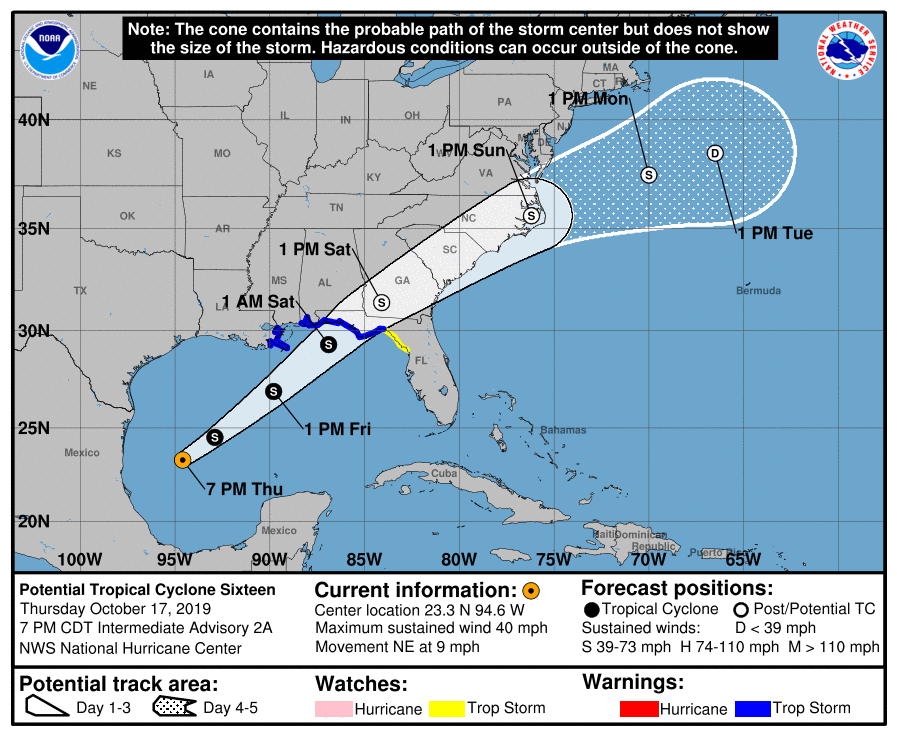 Note: The cone contains the probable path of the storm center but does not show
the size of the storm. Hazardous conditions can occur outside of the cone.
NOAA
NATIONAL WEATHER SERVICE
MA
CT
RI
NE
IA
PA
1 PM Mon
IL
IN
OH
NJ
40N
MD
DE
KS
MO
WV
1 PM Sun
KY
VA
OK
TN
NC
35N
AR
1 PM Tue
SC
1 PM Sat
MS
AL
GA
TX
LA
1 AM Sat
Bermuda
30N
FL
1 PM Fri
25N
Bahamas
Mexico
7 PM Thu
Cuba
20N
Mexico
Haiti
Dominican
Republic
Puerto Rico
100W
95W
90W
85W
80W
75W
70W
65W
S
S
S
S
S
S
D
Potential Tropical Cyclone Sixteen
Thursday October 17, 2019
7 PM CDT Intermediate Advisory 2A
NWS National Hurricane Center
Current information:
Center location 23.3 N 94.6 W
Maximum sustained wind 40 mph
Movement NE at 9 mph
Forecast positions:
Tropical Cyclone Post/Potential TC
Sustained winds: D < 39 mph
S 39-73 mph H 74-110 mph M > 110 mph
Potential track area:
Day 1-3 Day 4-5
Watches:
Hurricane Trop Storm
Warnings:
Hurricane Trop Storm